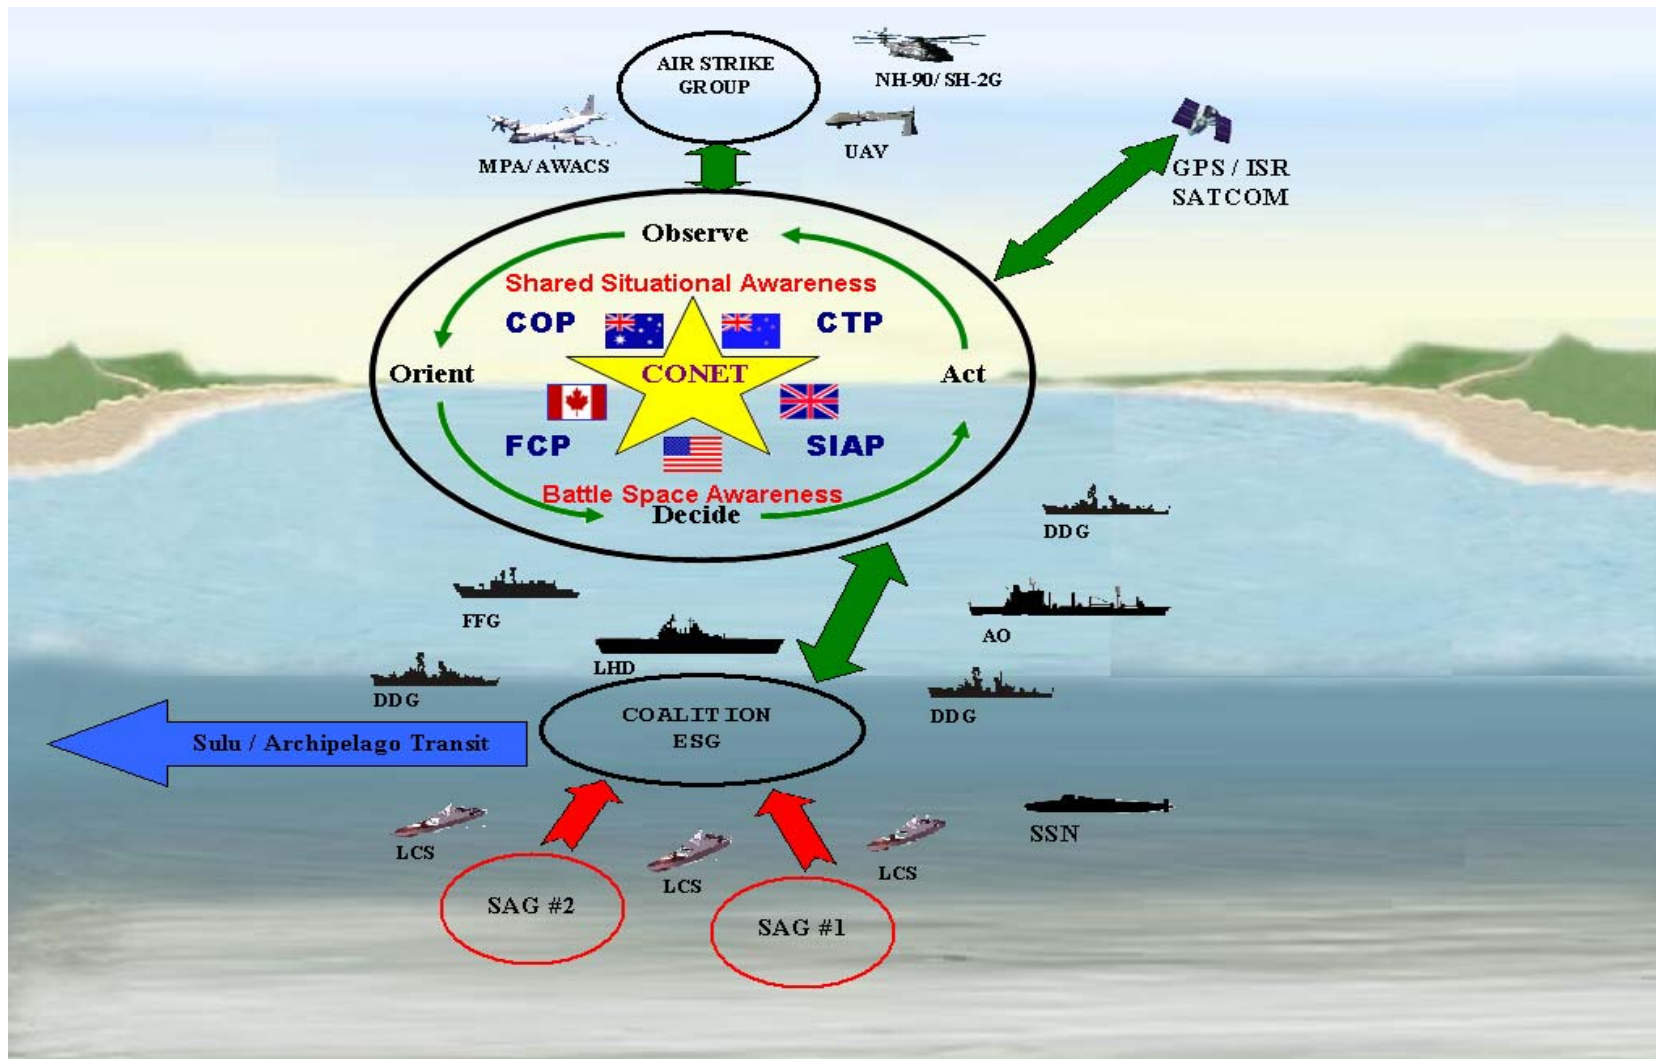 AIR STRIKE
GROUP
NH-90/ SH-2G
MPA/ AWACS
UAV
GPS / ISR
SATCOM
Observe
Shared Situational Awareness
COP
CTP
Orient
CONET
Act
FCP
SIAP
Battle Space Awareness
Decide
DDG
FFG
AO
LHD
DDG
DDG
COALITION
ESG
Sulu / Archipelago Transit
LCS
LCS
LCS
SSN
SAG #2
SAG #1